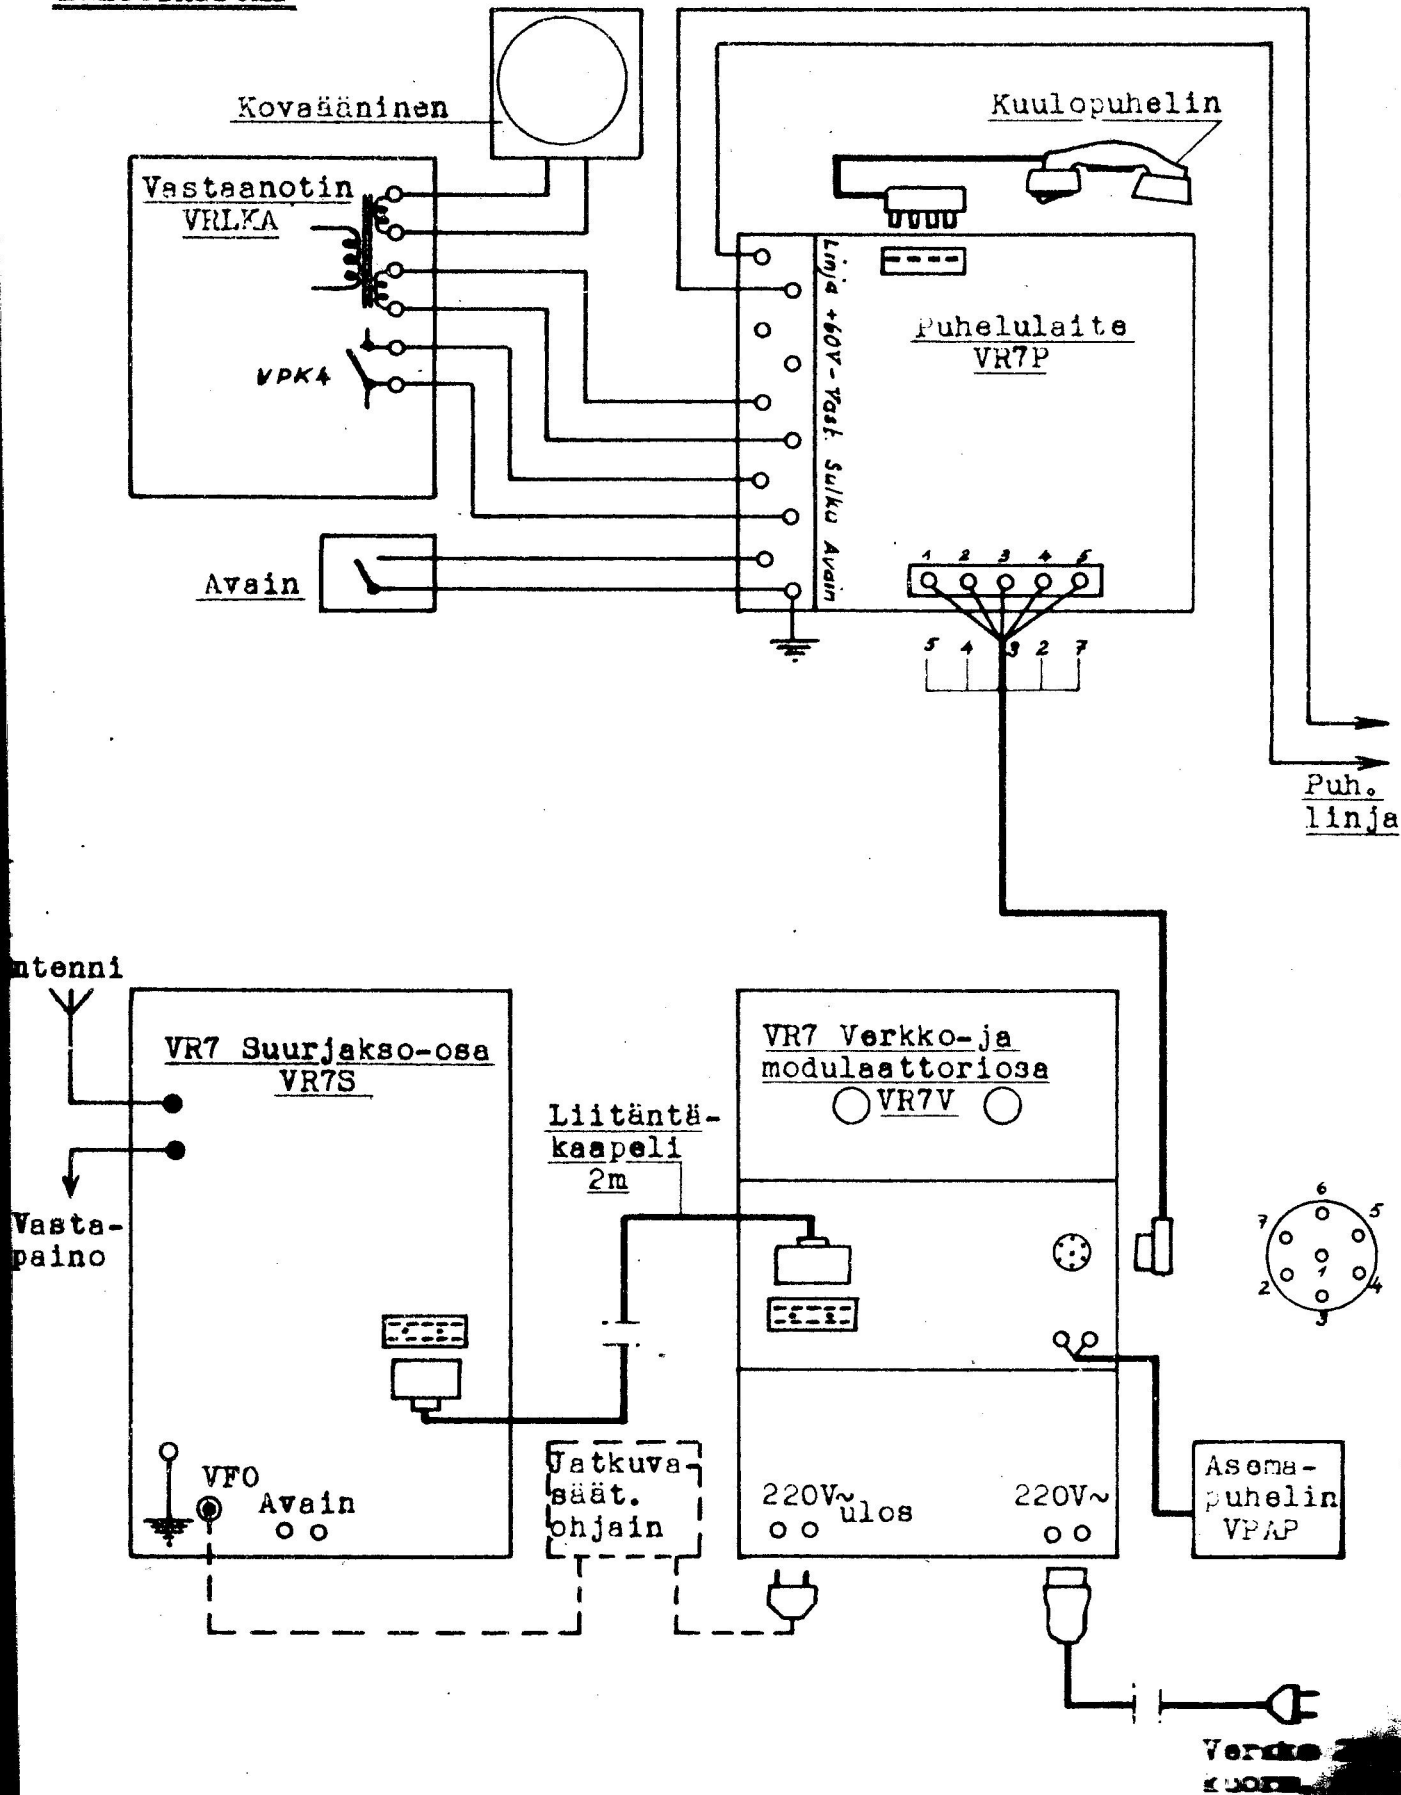 Kovaääninen
Kuulopuhelin
Vastaanotin
VRLKA
VPK4
Linja +60V- Vast. Sulku Avain
Puhelulaite
VR7P
Avain
1 2 3 4 5
5 4 3 2 7
Puh.
linja
ntenni
VR7 Suurjakso-osa
VR7S
VR7 Verkko-ja
modulaattoriosa
VR7V
Liitäntä-
kaapeli
2m
Vasta-
paino
6
7 5
1
2 4
3
VFO
Avain
Jatkuva-
säät.
ohjain
220V~
ulos
220V~
Asema-
puhelin
VPAP